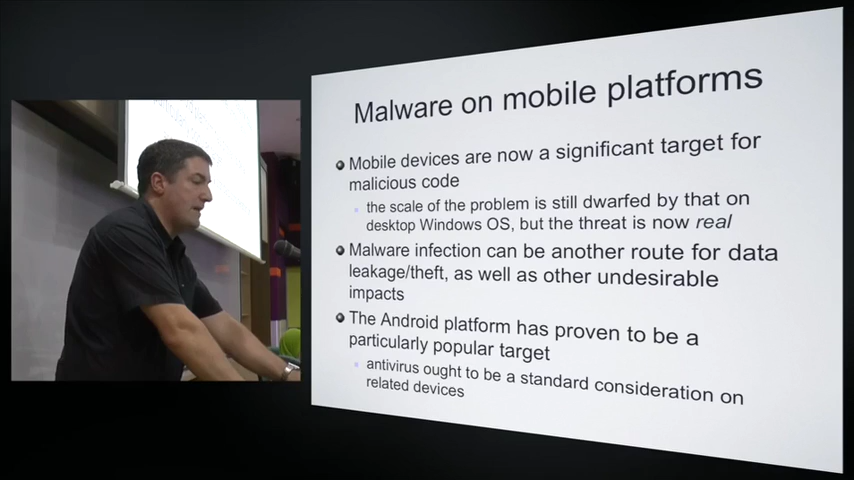 Malware on mobile platforms
Mobile devices are now a significant target for
malicious code
the scale of the problem is still dwarfed by that on
desktop Windows OS, but the threat is now real
Malware infection can be another route for data
leakage/theft, as well as other undesirable
impacts
The Android platform has proven to be a
particularly popular target
antivirus ought to be a standard consideration on
related devices